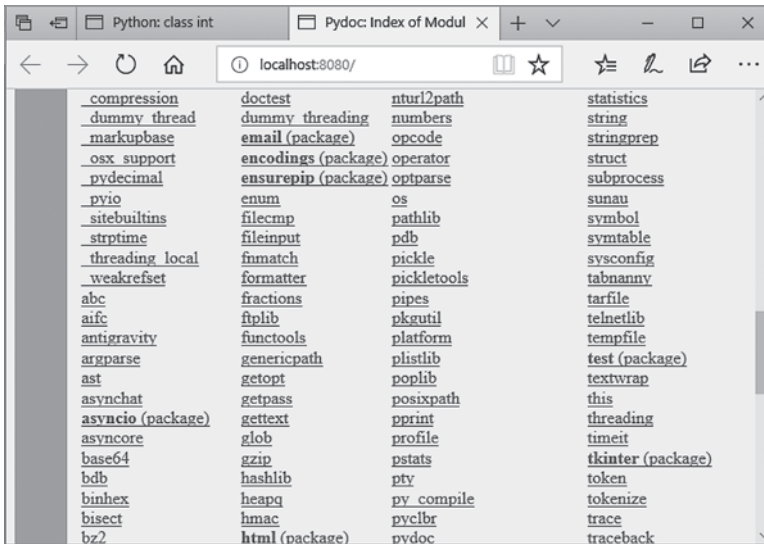 Python: class int
Pydoc: Index of Modul
localhost:8080/
_compression doctest nturl2path statistics
_dummy_thread dummy_threading numbers string
_markupbase email (package) opcode stringprep
_osx_support encodings (package) operator struct
_pydecimal ensurepip (package) optparse subprocess
_pyio enum os sunau
_sitebuiltins filecmp pathlib symbol
_strptime fileinput pdb symtable
_threading_local fnmatch pickle sysconfig
_weakrefset formatter pickletools tabnanny
abc fractions pipes tarfile
aifc ftplib pkgutil telnetlib
antigravity functools platform tempfile
argparse genericpath plistlib test (package)
ast getopt poplib textwrap
asynchat getpass posixpath this
asyncio (package) gettext pprint threading
asyncore glob profile timeit
base64 gzip pstats tkinter (package)
bdb hashlib pty token
binhex heapq py_compile tokenize
bisect hmac pyclbr trace
bz2 html (package) pydoc traceback